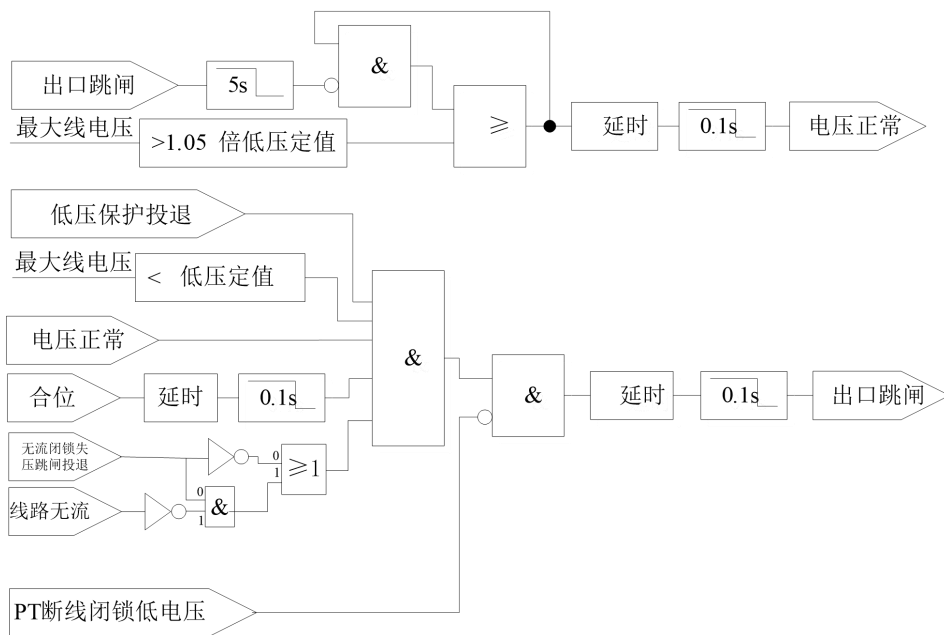 &
出口跳闸
5s
最大线电压
>1.05 倍低压定值
≥
延时
0.1s
电压正常
低压保护投退
最大线电压
< 低压定值
电压正常
&
合位
延时
0.1s
&
延时
0.1s
出口跳闸
无流闭锁失
压跳闸投退
0
1
≥1
线路无流
0
1
&
PT断线闭锁低电压